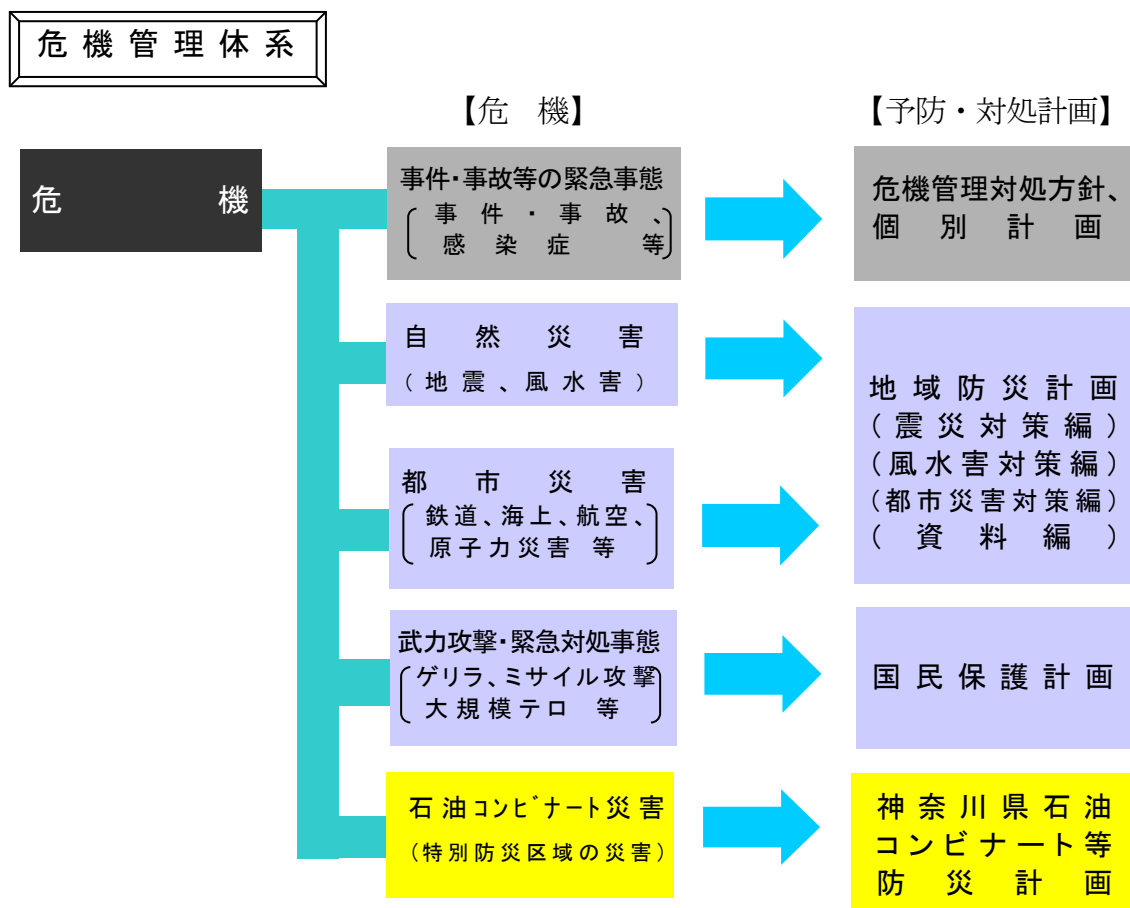 危機管理体系
【危　機】
【予防・対処計画】
危　機
事件・事故等の緊急事態
事件・事故、
感染症等
危機管理対処方針、
個別計画
自然災害
（地震、風水害）
都市災害
鉄道、海上、航空、
原子力災害 等
地域防災計画
（震災対策編）
（風水害対策編）
（都市災害対策編）
（資料編）
武力攻撃・緊急対処事態
ゲリラ、ミサイル攻撃
大規模テロ 等
国民保護計画
石油コンビナート災害
（特別防災区域の災害）
神奈川県石油
コンビナート等
防災計画